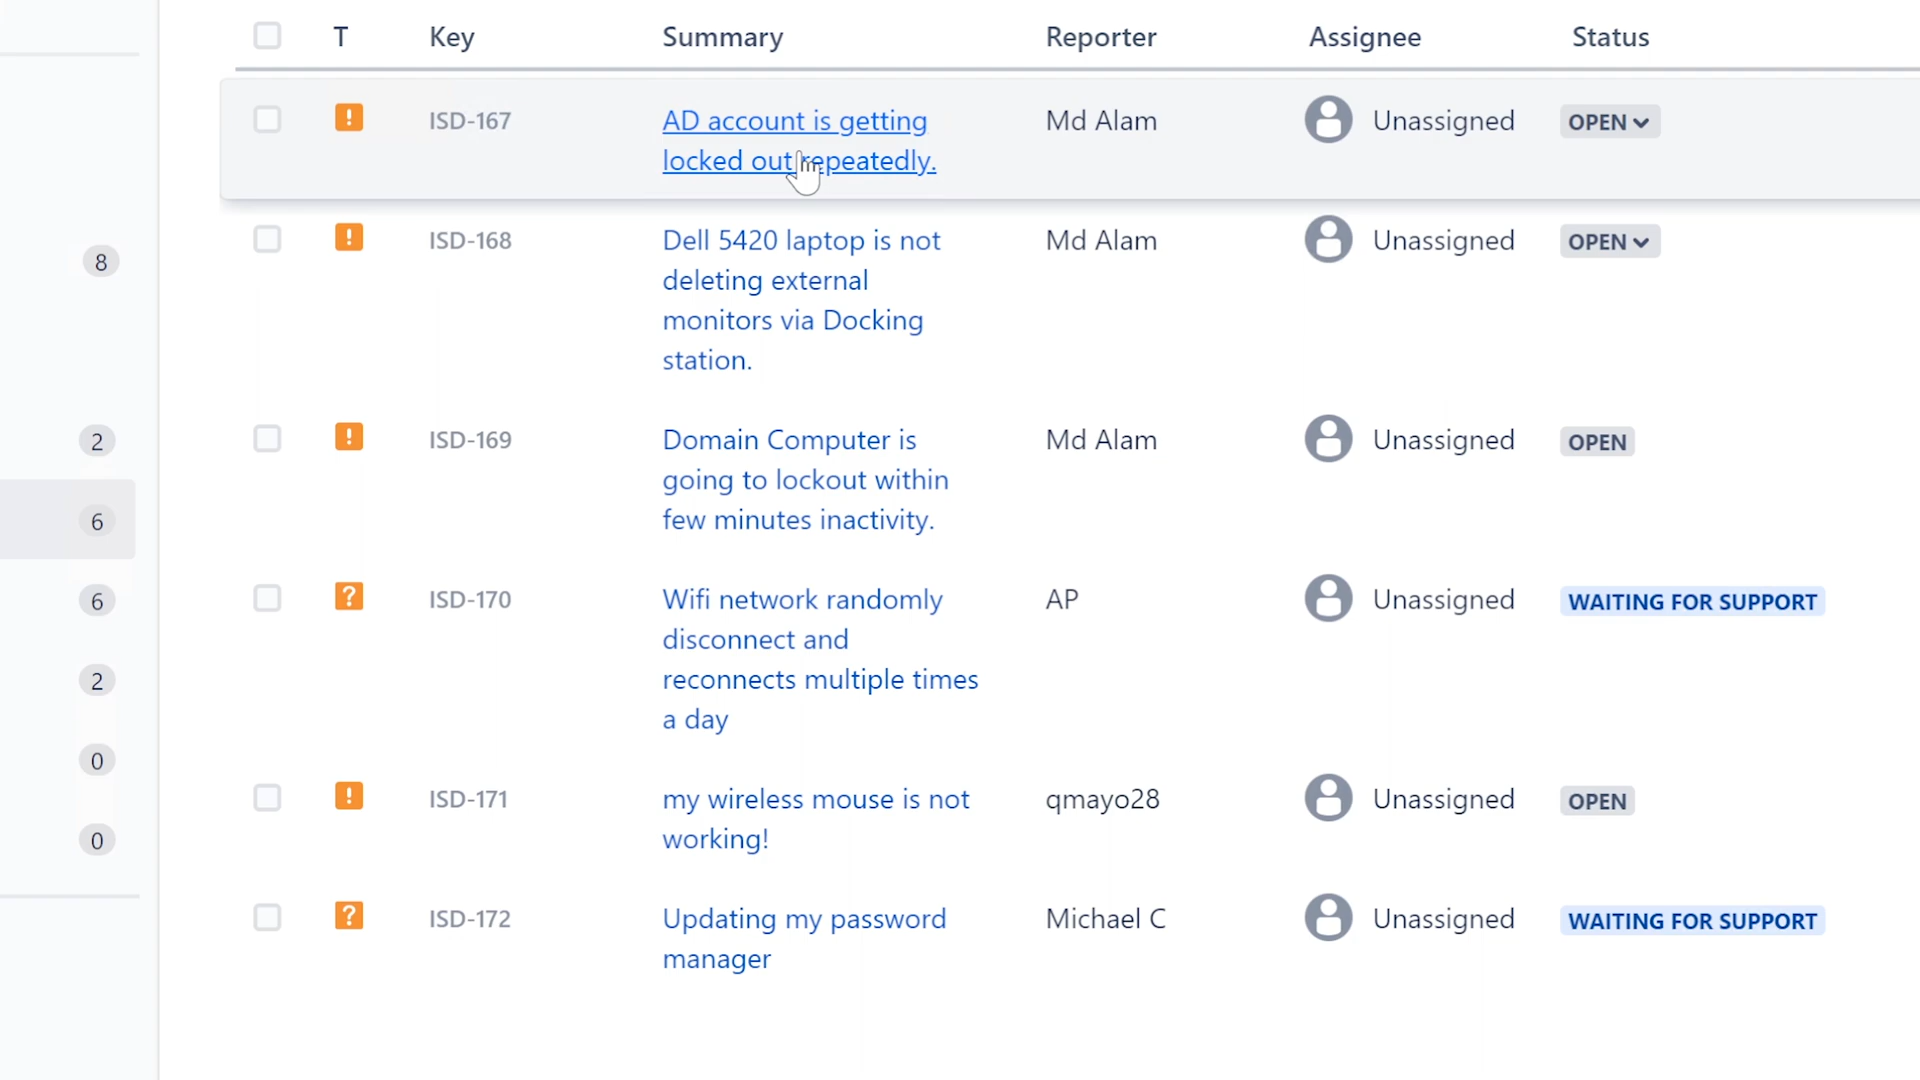 T Key Summary Reporter Assignee Status
! ISD-167 AD account is getting Md Alam Unassigned OPEN
locked out repeatedly.
! ISD-168 Dell 5420 laptop is not Md Alam Unassigned OPEN
deleting external
8
monitors via Docking
station.
! ISD-169 Domain Computer is Md Alam Unassigned OPEN
2
going to lockout within
few minutes inactivity.
6
? ISD-170 Wifi network randomly AP Unassigned WAITING FOR SUPPORT
6
disconnect and
reconnects multiple times
2
a day
0
! ISD-171 my wireless mouse is not qmayo28 Unassigned OPEN
working!
0
? ISD-172 Updating my password Michael C Unassigned WAITING FOR SUPPORT
manager